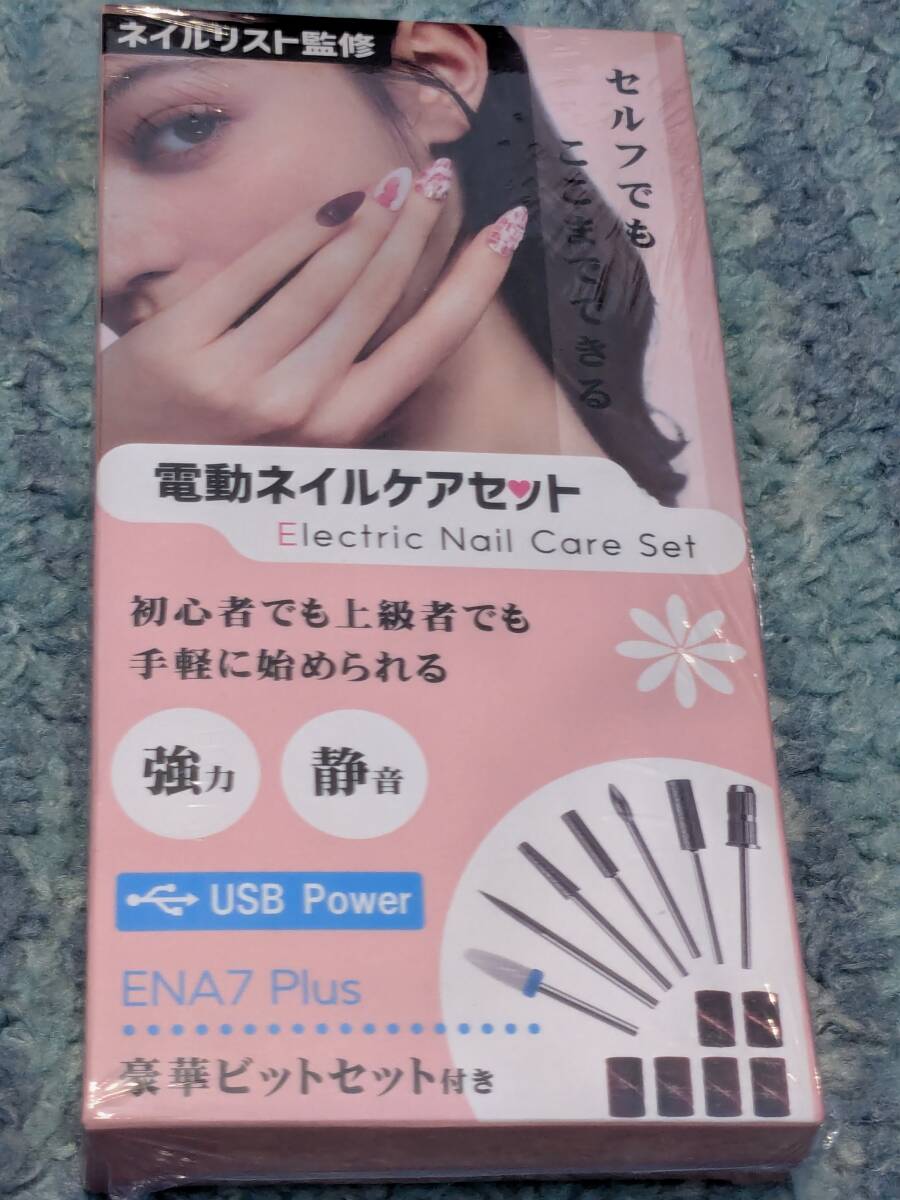 ネイルリスト監修
セルフでも
ここまでできる
電動ネイルケアセット
Electric Nail Care Set
初心者でも上級者でも
手軽に始められる
強力
静音
USB Power
ENA7 Plus
豪華ビットセット付き